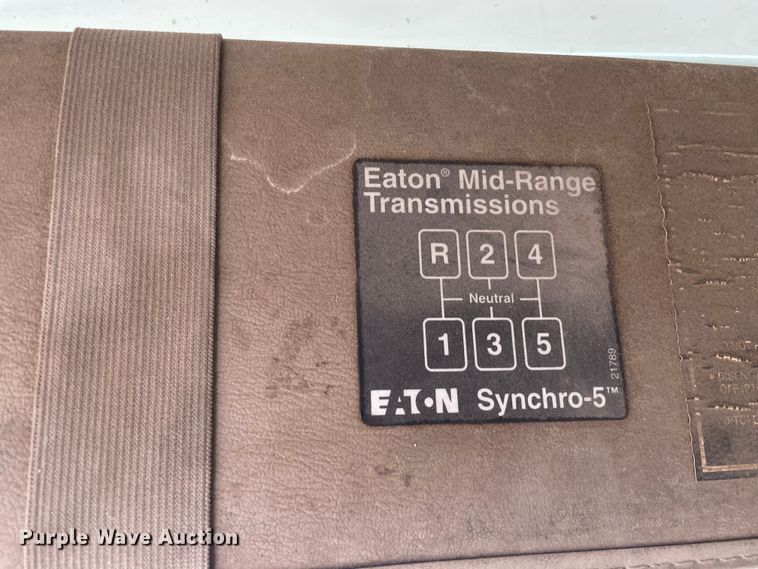 Eaton® Mid-Range
Transmissions
R 2 4
Neutral
1 3 5
EATON Synchro-5™
21789
Purple Wave Auction